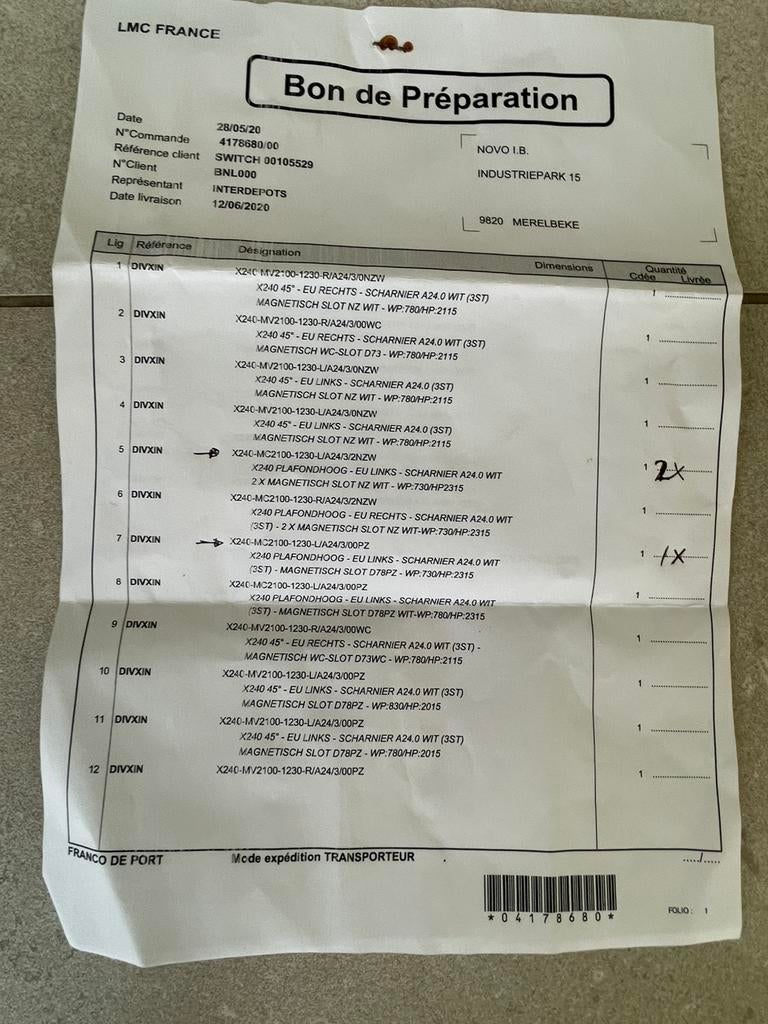 LMC FRANCE
Bon de Préparation
Date 28/05/20
N°Commande 4178680/00
Référence client SWITCH 00105529
N°Client BNL000
Représentant INTERDEPOTS
Date livraison 12/06/2020
NOVO I.B.
INDUSTRIEPARK 15
9820 MERELBEKE
Lig Référence Désignation Dimensions Quantité
Cdée Livrée
1 DIVXIN X240-MV2100-1230-R/A24/3/0NZW 1 ..................
X240 45° - EU RECHTS - SCHARNIER A24.0 WIT (3ST)
MAGNETISCH SLOT NZ WIT - WP:780/HP:2115
2 DIVXIN X240-MV2100-1230-R/A24/3/00WC 1 ..................
X240 45° - EU RECHTS - SCHARNIER A24.0 WIT (3ST)
MAGNETISCH WC-SLOT D73 - WP:780/HP:2115
3 DIVXIN X240-MV2100-1230-L/A24/3/0NZW 1 ..................
X240 45° - EU LINKS - SCHARNIER A24.0 (3ST)
MAGNETISCH SLOT NZ WIT - WP:780/HP:2115
4 DIVXIN X240-MV2100-1230-L/A24/3/0NZW 1 ..................
X240 45° - EU LINKS - SCHARNIER A24.0 (3ST)
MAGNETISCH SLOT NZ WIT - WP:780/HP:2115
5 DIVXIN X240-MC2100-1230-L/A24/3/2NZW 1 2X
X240 PLAFONDHOOG - EU LINKS - SCHARNIER A24.0 WIT
2 X MAGNETISCH SLOT NZ WIT - WP:730/HP2315
6 DIVXIN X240-MC2100-1230-R/A24/3/2NZW 1 ..................
X240 PLAFONDHOOG - EU RECHTS - SCHARNIER A24.0 WIT
(3ST) - 2 X MAGNETISCH SLOT NZ WIT-WP:730/HP:2315
7 DIVXIN X240-MC2100-1230-L/A24/3/00PZ 1 1X
X240 PLAFONDHOOG - EU LINKS - SCHARNIER A24.0 WIT
(3ST) - MAGNETISCH SLOT D78PZ - WP:730/HP:2315
8 DIVXIN X240-MC2100-1230-L/A24/3/00PZ 1 ..................
X240 PLAFONDHOOG - EU LINKS - SCHARNIER A24.0 WIT
(3ST) - MAGNETISCH SLOT D78PZ WIT-WP:780/HP:2315
9 DIVXIN X240-MV2100-1230-R/A24/3/00WC 1 ..................
X240 45° - EU RECHTS - SCHARNIER A24.0 WIT (3ST) -
MAGNETISCH WC-SLOT D73WC - WP:780/HP:2115
10 DIVXIN X240-MV2100-1230-L/A24/3/00PZ 1 ..................
X240 45° - EU LINKS - SCHARNIER A24.0 WIT (3ST)
MAGNETISCH SLOT D78PZ - WP:830/HP:2015
11 DIVXIN X240-MV2100-1230-L/A24/3/00PZ 1 ..................
X240 45° - EU LINKS - SCHARNIER A24.0 WIT (3ST)
MAGNETISCH SLOT D78PZ - WP:780/HP:2015
12 DIVXIN X240-MV2100-1230-R/A24/3/00PZ 1 ..................
FRANCO DE PORT Mode expédition TRANSPORTEUR ...../.....
*04178680*
FOLIO : 1